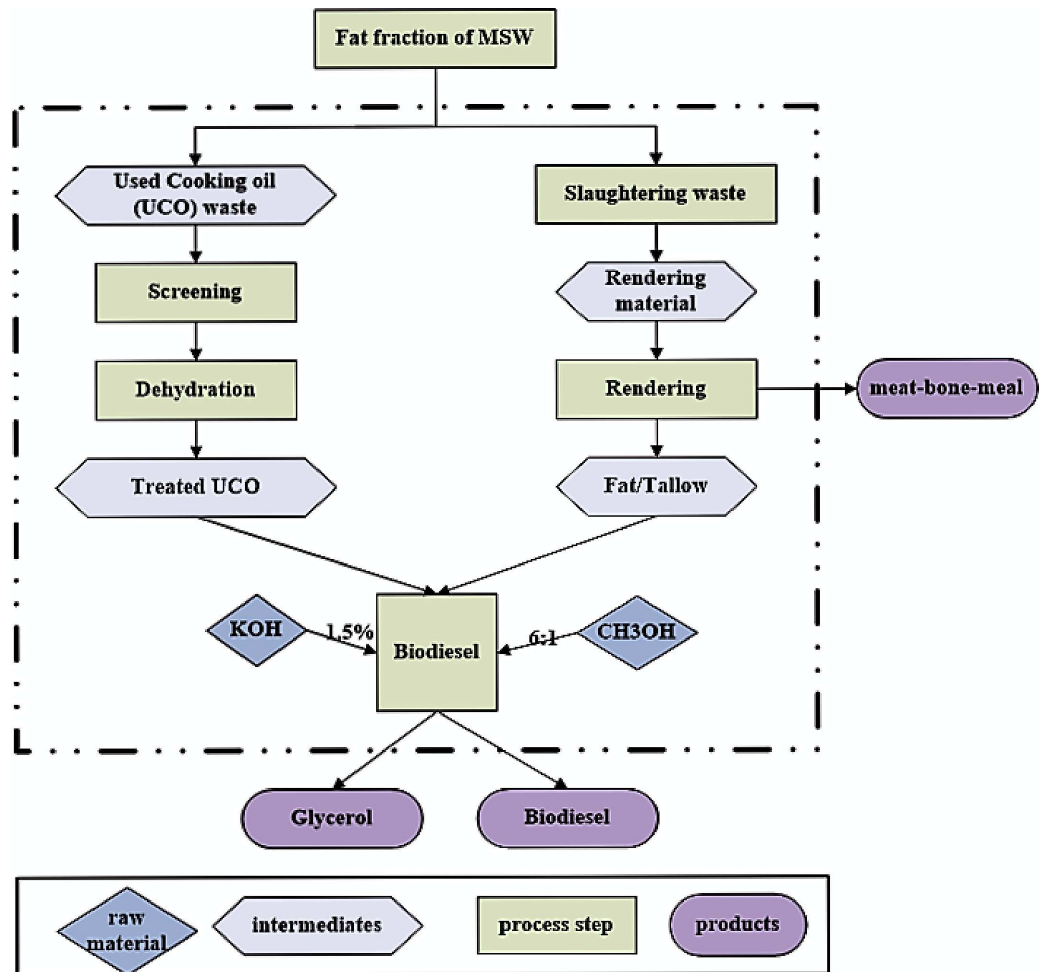 Fat fraction of MSW
Used Cooking oil
(UCO) waste
Slaughtering waste
Screening
Rendering
material
Dehydration
Rendering
meat-bone-meal
Treated UCO
Fat/Tallow
KOH
1.5%
Biodiesel
6:1
CH3OH
Glycerol
Biodiesel
raw
material
intermediates
process step
products